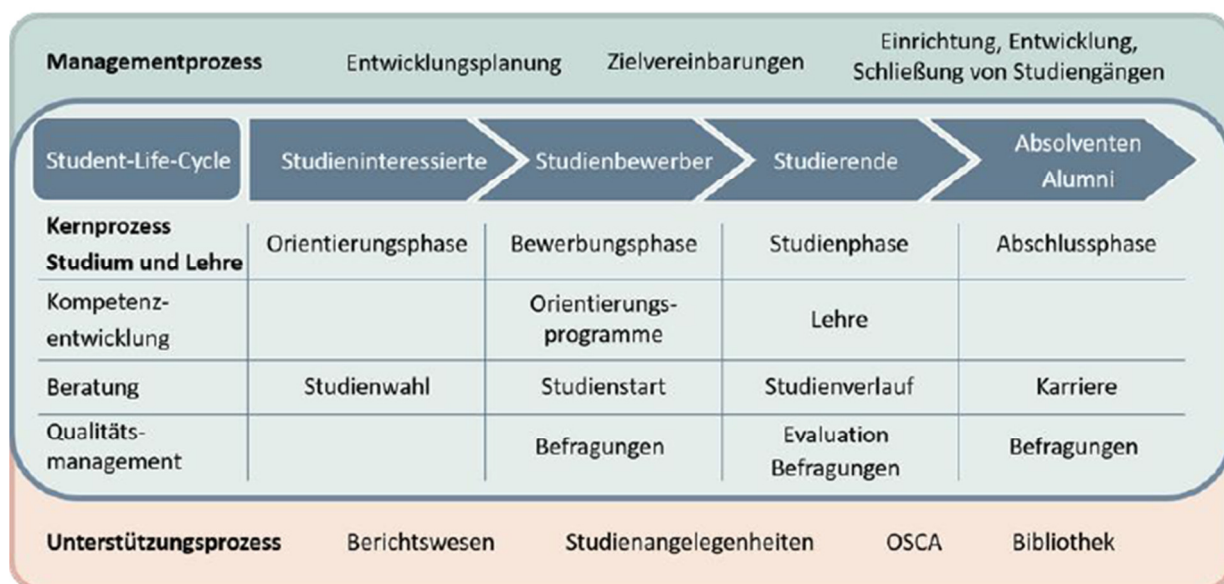 Managementprozess Entwicklungsplanung Zielvereinbarungen Einrichtung, Entwicklung,
Schließung von Studiengängen
Student-Life-Cycle Studieninteressierte Studienbewerber Studierende Absolventen
Alumni
Kernprozess
Studium und Lehre Orientierungsphase Bewerbungsphase Studienphase Abschlussphase
Kompetenz-
entwicklung Orientierungs-
programme Lehre
Beratung Studienwahl Studienstart Studienverlauf Karriere
Qualitäts-
management Befragungen Evaluation
Befragungen Befragungen
Unterstützungsprozess Berichtswesen Studienangelegenheiten OSCA Bibliothek